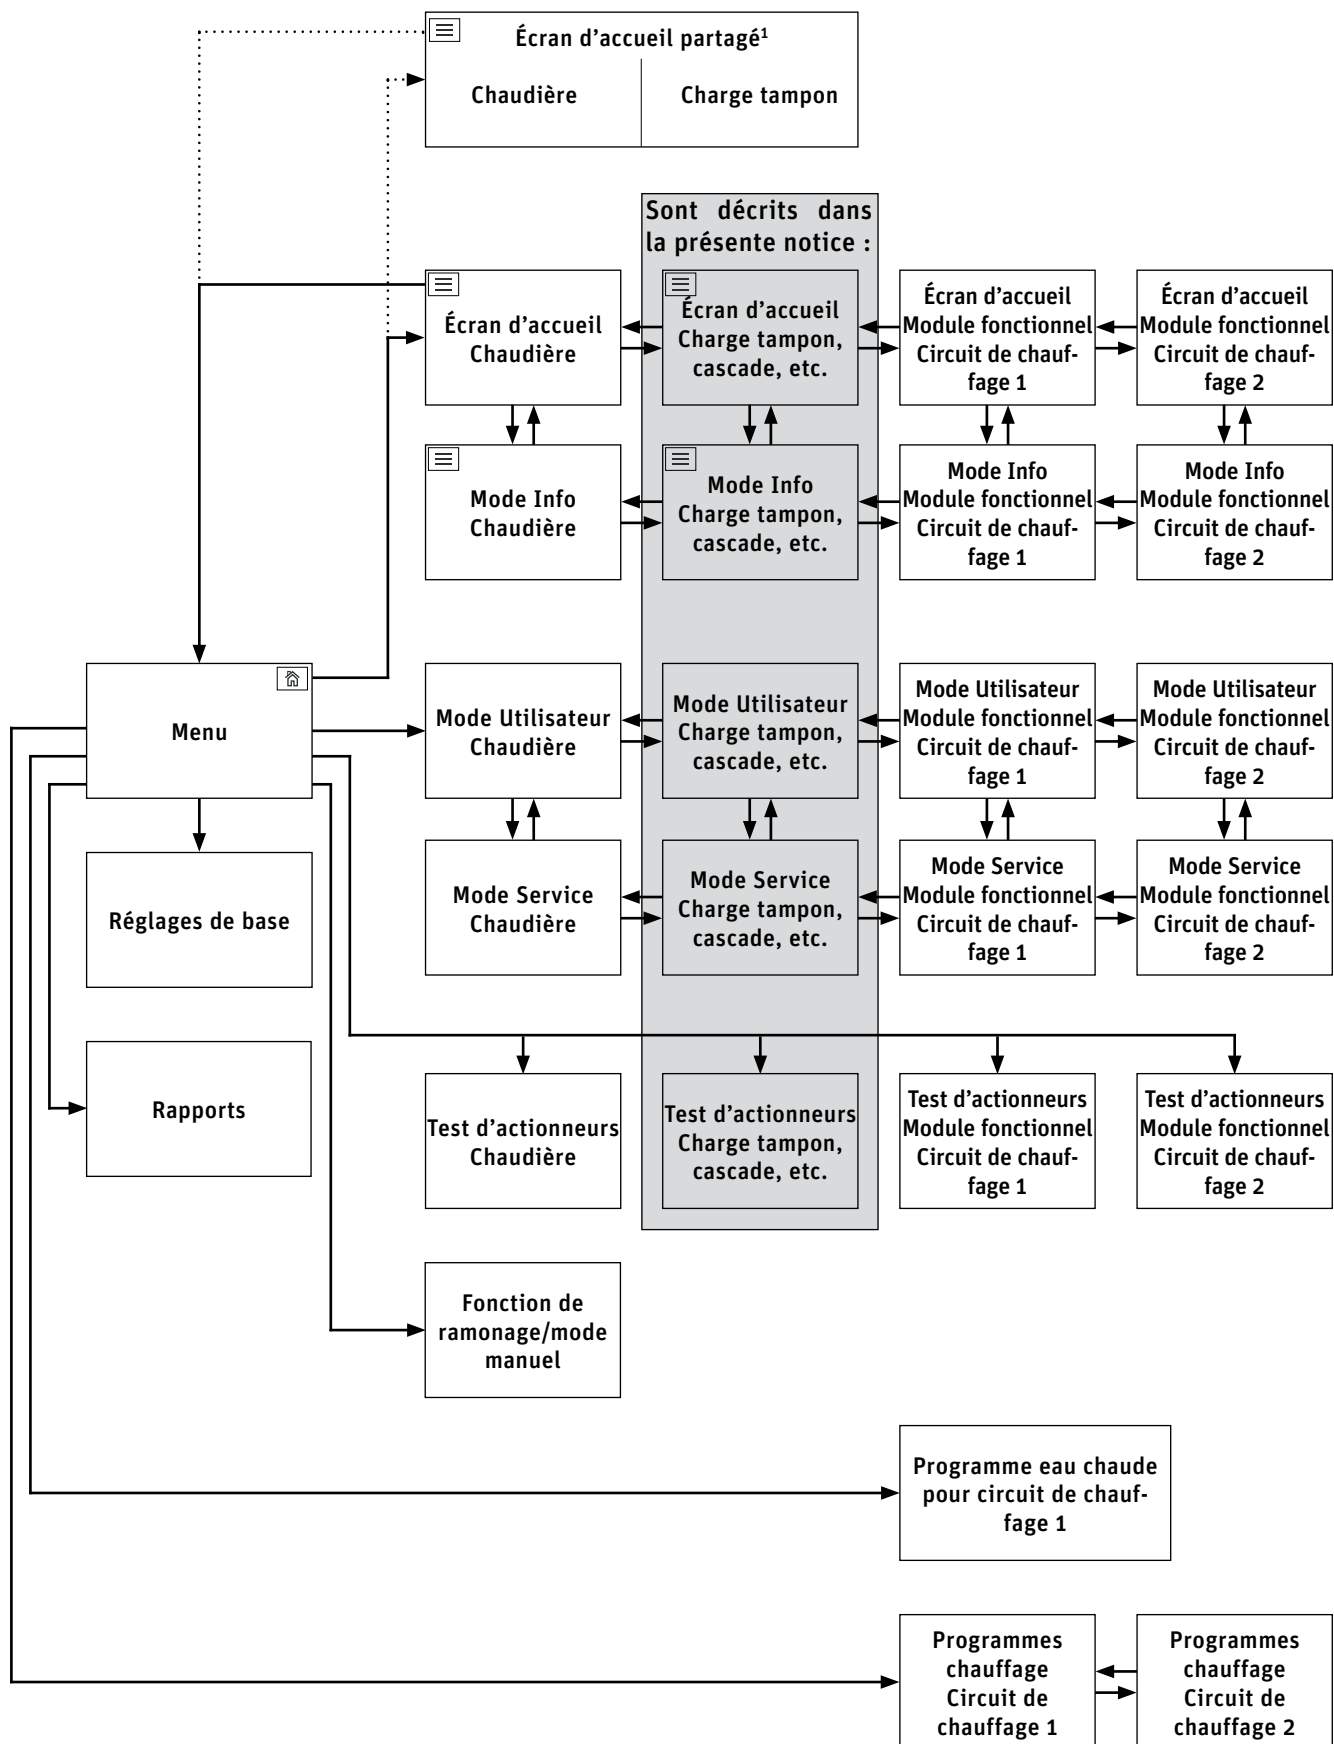 Écran d'accueil partagé¹
Chaudière
Charge tampon
Sont décrits dans
la présente notice :
Écran d'accueil
Chaudière
Écran d'accueil
Charge tampon,
cascade, etc.
Écran d'accueil
Module fonctionnel
Circuit de chauf-
fage 1
Écran d'accueil
Module fonctionnel
Circuit de chauf-
fage 2
Mode Info
Chaudière
Mode Info
Charge tampon,
cascade, etc.
Mode Info
Module fonctionnel
Circuit de chauf-
fage 1
Mode Info
Module fonctionnel
Circuit de chauf-
fage 2
Menu
Mode Utilisateur
Chaudière
Mode Utilisateur
Charge tampon,
cascade, etc.
Mode Utilisateur
Module fonctionnel
Circuit de chauf-
fage 1
Mode Utilisateur
Module fonctionnel
Circuit de chauf-
fage 2
Réglages de base
Mode Service
Chaudière
Mode Service
Charge tampon,
cascade, etc.
Mode Service
Module fonctionnel
Circuit de chauf-
fage 1
Mode Service
Module fonctionnel
Circuit de chauf-
fage 2
Rapports
Test d'actionneurs
Chaudière
Test d'actionneurs
Charge tampon,
cascade, etc.
Test d'actionneurs
Module fonctionnel
Circuit de chauf-
fage 1
Test d'actionneurs
Module fonctionnel
Circuit de chauf-
fage 2
Fonction de
ramonage/mode
manuel
Programme eau chaude
pour circuit de chauf-
fage 1
Programmes
chauffage
Circuit de
chauffage 1
Programmes
chauffage
Circuit de
chauffage 2